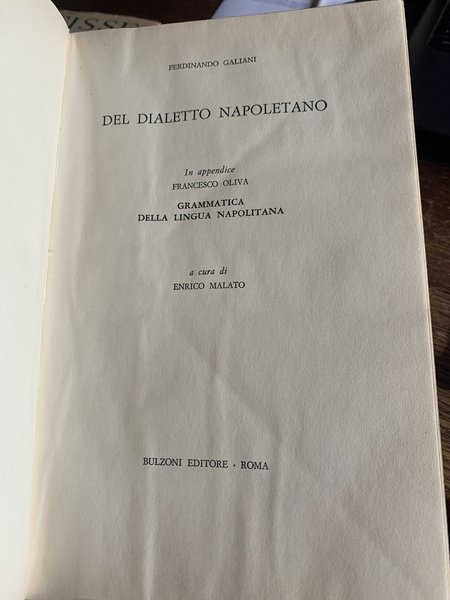 FERDINANDO GALIANI
DEL DIALETTO NAPOLETANO
In appendice
FRANCESCO OLIVA
GRAMMATICA
DELLA LINGUA NAPOLITANA
a cura di
ENRICO MALATO
BULZONI EDITORE - ROMA